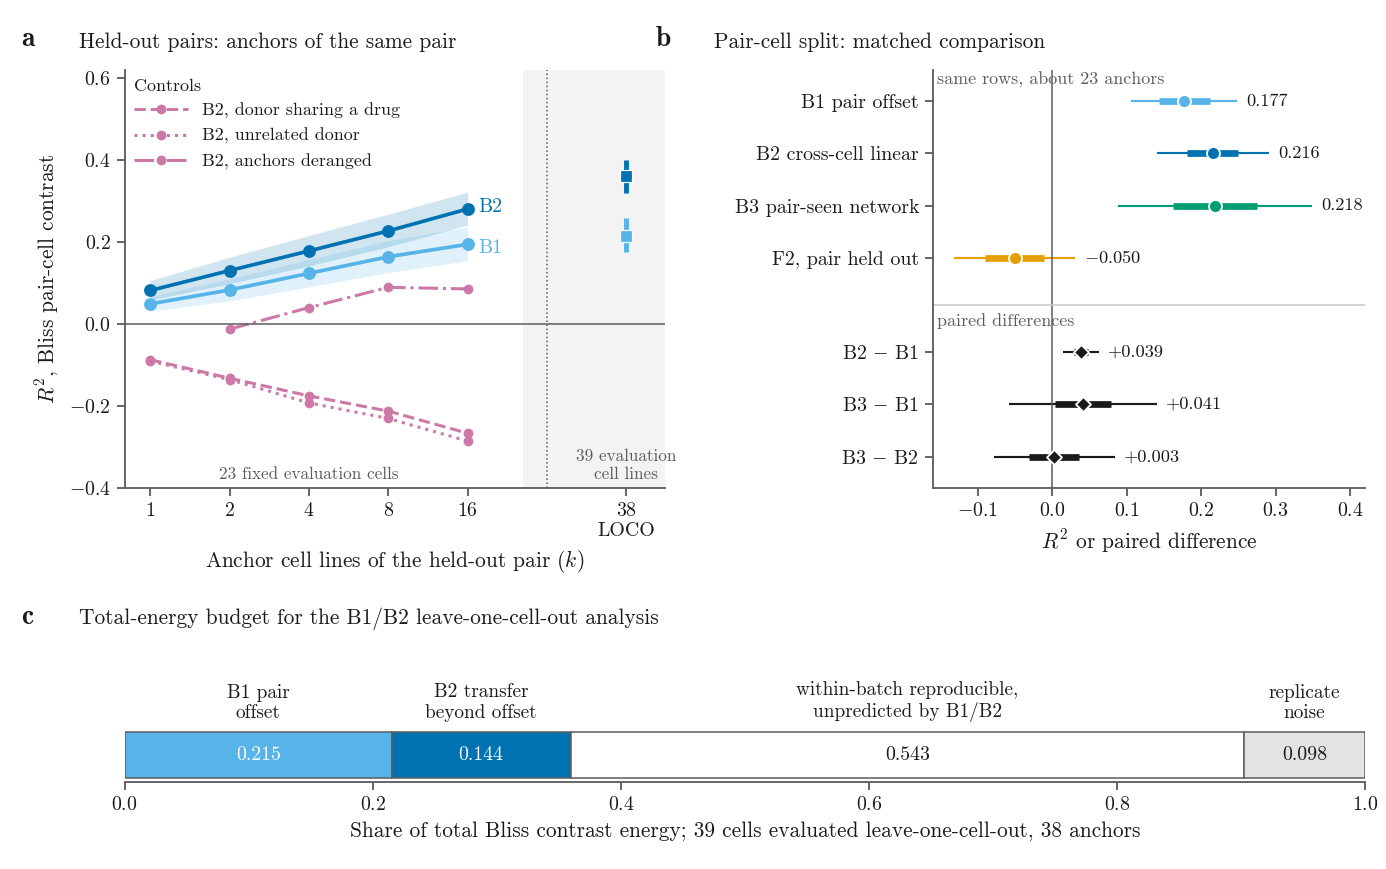 a Held-out pairs: anchors of the same pair
0.6
0.4
0.2
0.0
−0.2
−0.4
R², Bliss pair-cell contrast
Controls
B2, donor sharing a drug
B2, unrelated donor
B2, anchors deranged
B2
B1
23 fixed evaluation cells
39 evaluation
cell lines
1 2 4 8 16 38
LOCO
Anchor cell lines of the held-out pair (k)
b Pair-cell split: matched comparison
same rows, about 23 anchors
B1 pair offset 0.177
B2 cross-cell linear 0.216
B3 pair-seen network 0.218
F2, pair held out −0.050
paired differences
B2 − B1 +0.039
B3 − B1 +0.041
B3 − B2 +0.003
−0.1 0.0 0.1 0.2 0.3 0.4
R² or paired difference
c Total-energy budget for the B1/B2 leave-one-cell-out analysis
B1 pair
offset
B2 transfer
beyond offset
within-batch reproducible,
unpredicted by B1/B2
replicate
noise
0.215 0.144 0.543 0.098
0.0 0.2 0.4 0.6 0.8 1.0
Share of total Bliss contrast energy; 39 cells evaluated leave-one-cell-out, 38 anchors